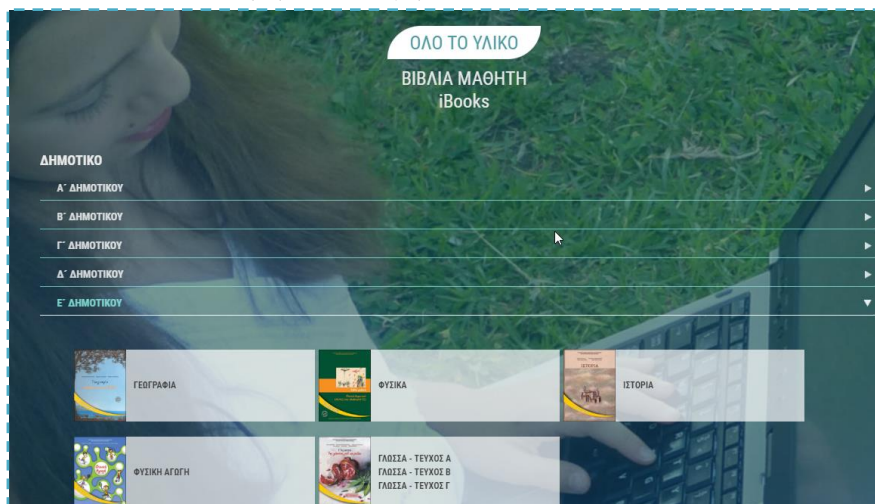 ΟΛΟ ΤΟ ΥΛΙΚΟ
ΒΙΒΛΙΑ ΜΑΘΗΤΗ
iBooks
ΔΗΜΟΤΙΚΟ
Α΄ ΔΗΜΟΤΙΚΟΥ
Β΄ ΔΗΜΟΤΙΚΟΥ
Γ΄ ΔΗΜΟΤΙΚΟΥ
Δ΄ ΔΗΜΟΤΙΚΟΥ
Ε΄ ΔΗΜΟΤΙΚΟΥ
ΓΕΩΓΡΑΦΙΑ
ΦΥΣΙΚΑ
ΙΣΤΟΡΙΑ
ΙΣΤΟΡΙΑ
ΦΥΣΙΚΗ ΑΓΩΓΗ
ΓΛΩΣΣΑ - ΤΕΥΧΟΣ Α
ΓΛΩΣΣΑ - ΤΕΥΧΟΣ Β
ΓΛΩΣΣΑ - ΤΕΥΧΟΣ Γ